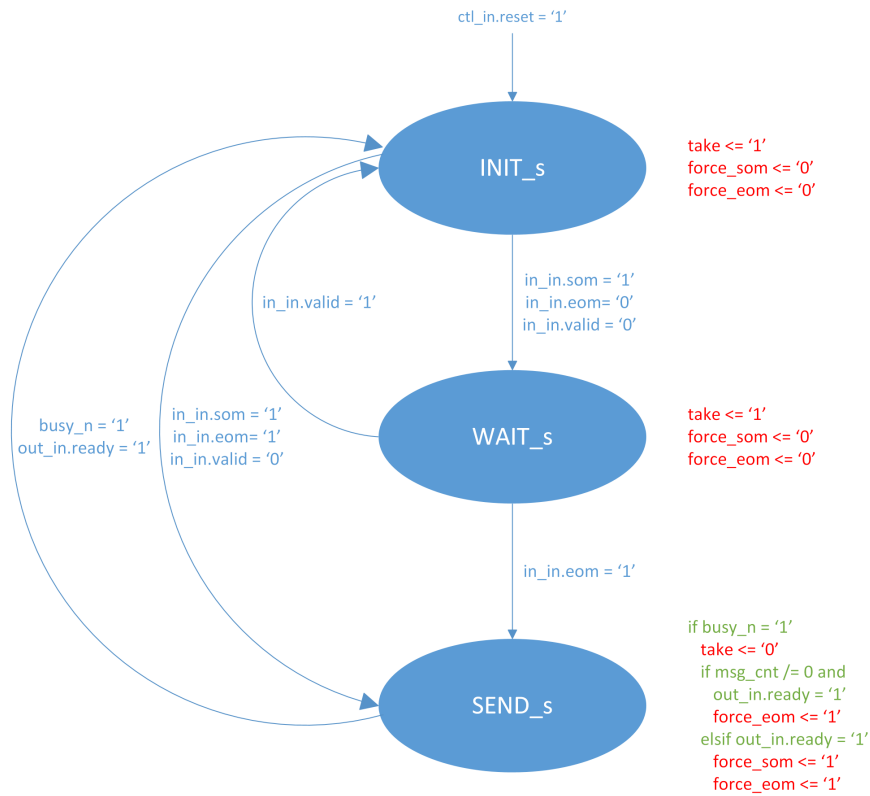 ctl_in.reset = ‘1’
INIT_s
take <= ‘1’
force_som <= ‘0’
force_eom <= ‘0’
in_in.valid = ‘1’
in_in.som = ‘1’
in_in.eom= ‘0’
in_in.valid = ‘0’
busy_n = ‘1’
out_in.ready = ‘1’
in_in.som = ‘1’
in_in.eom= ‘1’
in_in.valid = ‘0’
WAIT_s
take <= ‘1’
force_som <= ‘0’
force_eom <= ‘0’
in_in.eom = ‘1’
SEND_s
if busy_n = ‘1’
take <= ‘0’
if msg_cnt /= 0 and
out_in.ready = ‘1’
force_eom <= ‘1’
elsif out_in.ready = ‘1’
force_som <= ‘1’
force_eom <= ‘1’